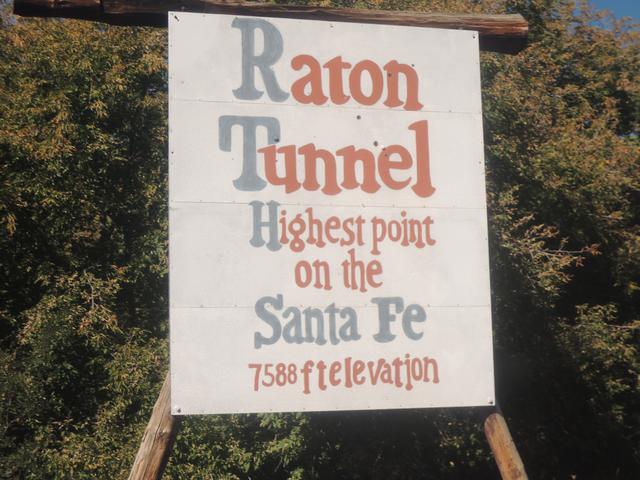 Raton
Tunnel
Highest point
on the
Santa Fe
7588 ft elevation